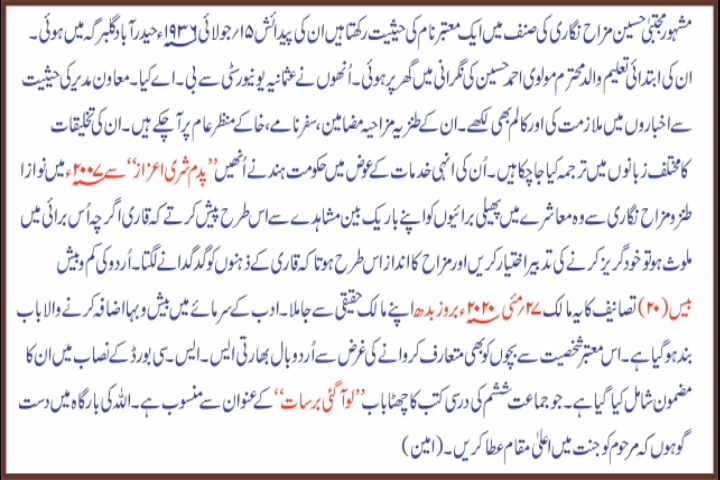 مشہور مجتبیٰ حسین مزاح نگاری کی صنف میں ایک معتبر نام کی حیثیت رکھتا ہیں ان کی پیدائش ۱۵؍جولائی ۱۹۳۶ء حیدرآباد گلبرگہ میں ہوئی۔
ان کی ابتدائی تعلیم والد محترم مولوی احمد حسین کی نگرانی میں گھر پر ہوئی۔ اُنھوں نے عثمانیہ یونیورسٹی سے بی۔اے کیا۔ معاون مدیر کی حیثیت
سے اخباروں میں ملازمت کی اور کالم بھی لکھے۔ ان کے طنزیہ مزاحیہ مضامین، سفرنامے، خاکے منظر عام پر آچکے ہیں۔ ان کی تخلیقات
کا مختلف زبانوں میں ترجمہ کیا جاچکا ہیں۔ اُن کی انہی خدمات کے عوض میں حکومت ہند نے اُنھیں ”پدم شری اعزاز“ سے ۲۰۰۷ء میں نوازا
طنز و مزاح نگاری سے وہ معاشرے میں پھیلی برائیوں کو اپنے باریک بین مشاہدے سے اس طرح پیش کرتے کہ قاری اگرچہ اُس برائی میں
ملوث ہو تو خود گریز کرنے کی تدبیر اختیار کریں اور مزاح کا انداز اس طرح ہوتا کہ قاری کے ذہنوں کو گدگدانے لگتا۔ اُردو کی کم و بیش
بیس (۲۰) تصانیف کا یہ مالک ۲۷؍مئی ۲۰۲۰ء بروز بدھ اپنے مالک حقیقی سے جاملا۔ ادب کے سرمائے میں بیش و بہا اضافہ کرنے والا باب
بند ہوگیا ہے۔ اس معتبر شخصیت سے بچوں کو بھی متعارف کروانے کی غرض سے اُردو بال بھارتی ایس۔ایس۔سی بورڈ کے نصاب میں ان کا
مضمون شامل کیا گیا ہے۔ جو جماعت ششم کی درسی کتب کا چھٹا باب ”لو آگئی برسات“ کے عنوان سے منسوب ہے۔ اللہ کی بارگاہ میں دست
گو ہوں کہ مرحوم کو جنت میں اعلیٰ مقام عطا کریں۔ (امین)